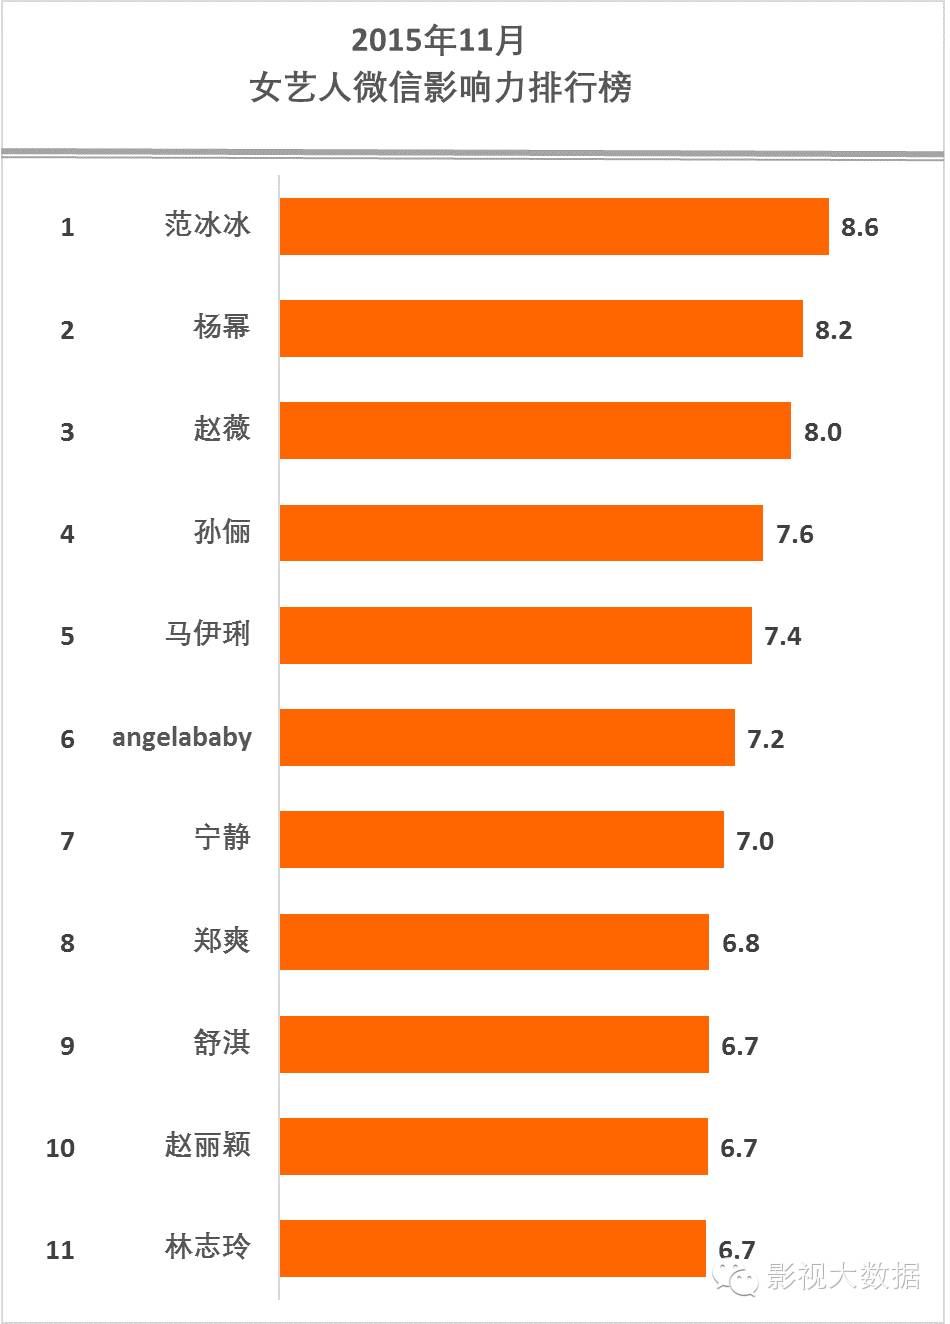 2015年11月
女艺人微信影响力排行榜
1 范冰冰 8.6
2 杨幂 8.2
3 赵薇 8.0
4 孙俪 7.6
5 马伊琍 7.4
6 angelababy 7.2
7 宁静 7.0
8 郑爽 6.8
9 舒淇 6.7
10 赵丽颖 6.7
11 林志玲 6.7
影视大数据